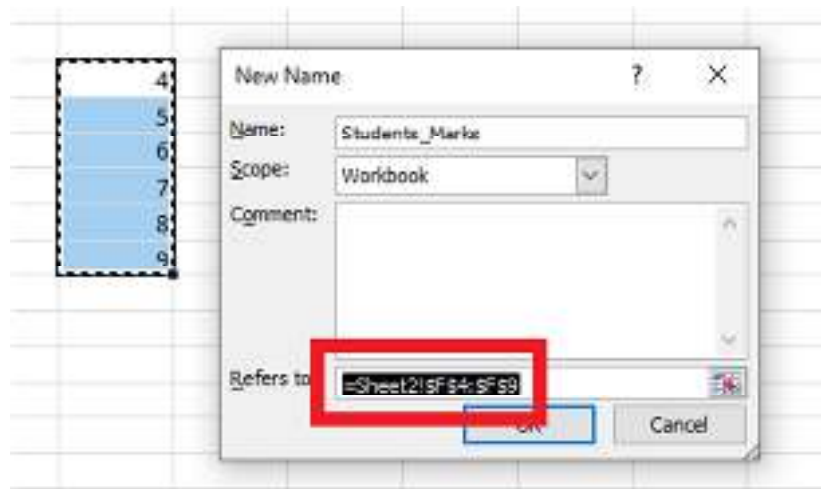 4
5
6
7
8
9
New Name ? ×
Name: Students_Marks
Scope: Workbook
Comment:
Refers to =Sheet2!$F$4:$F$9
OK Cancel